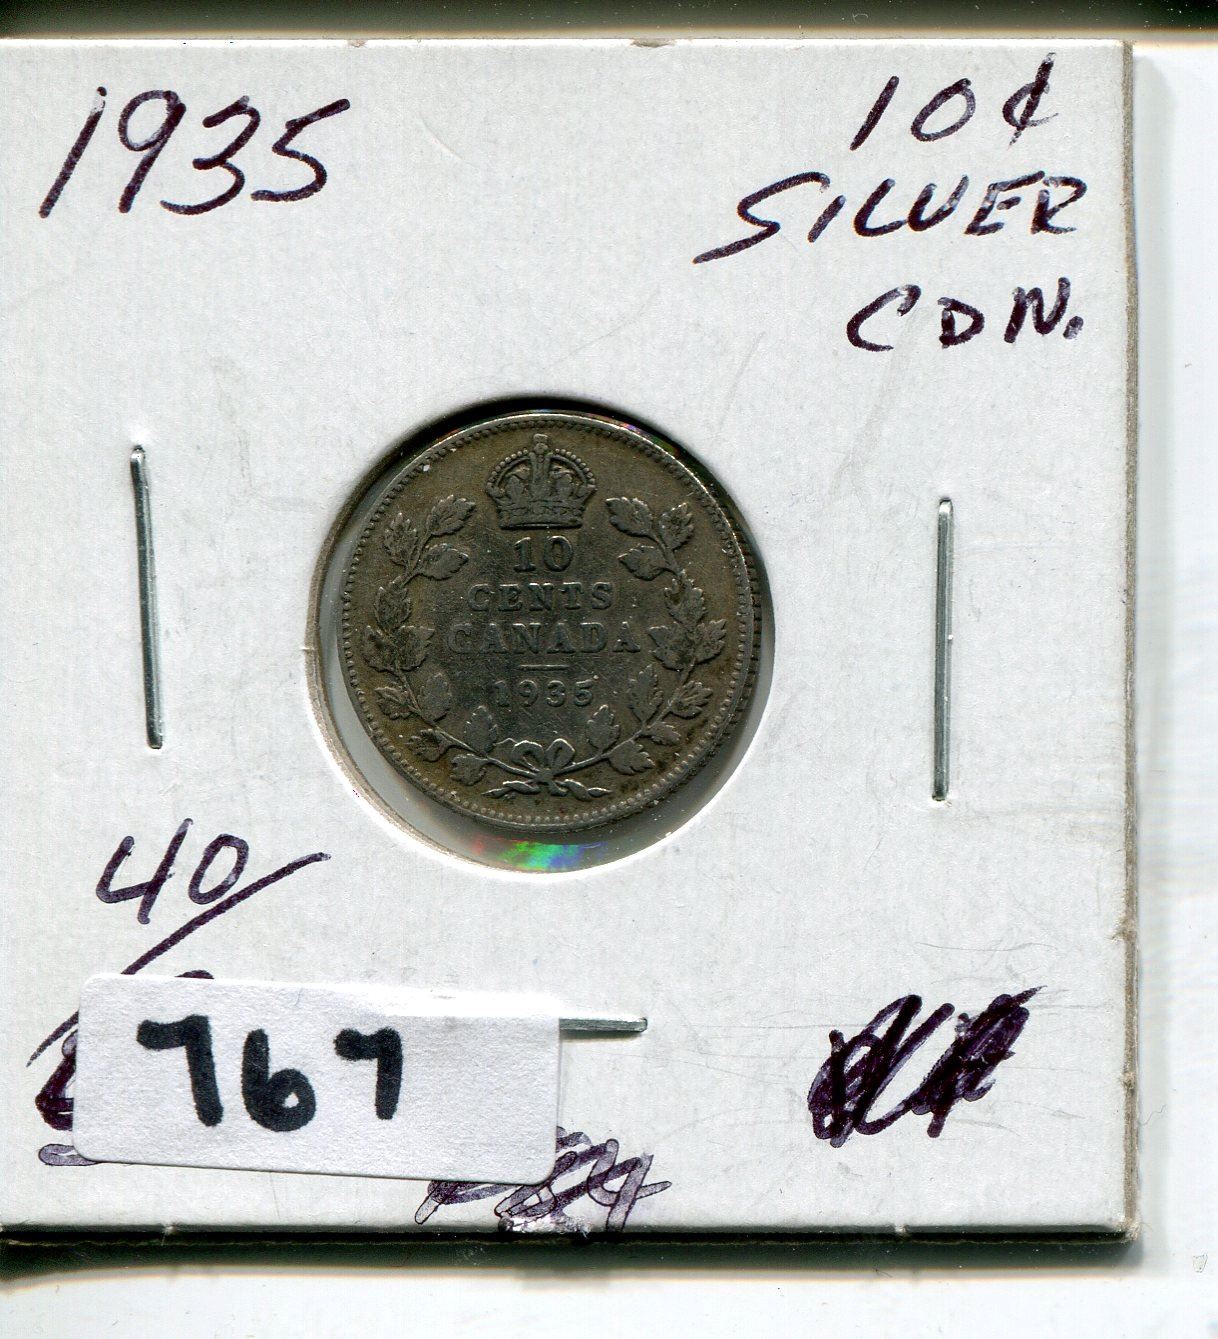 1935
10¢
SILVER
CDN.
10
CENTS
CANADA
1935
40/
767